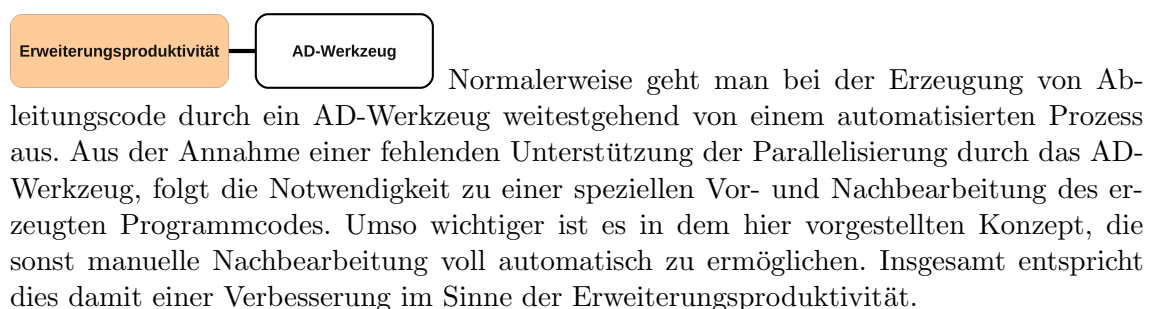 Erweiterungsproduktivität AD-Werkzeug Normalerweise geht man bei der Erzeugung von Ab-
leitungscode durch ein AD-Werkzeug weitestgehend von einem automatisierten Prozess
aus. Aus der Annahme einer fehlenden Unterstützung der Parallelisierung durch das AD-
Werkzeug, folgt die Notwendigkeit zu einer speziellen Vor- und Nachbearbeitung des er-
zeugten Programmcodes. Umso wichtiger ist es in dem hier vorgestellten Konzept, die
sonst manuelle Nachbearbeitung voll automatisch zu ermöglichen. Insgesamt entspricht
dies damit einer Verbesserung im Sinne der Erweiterungsproduktivität.